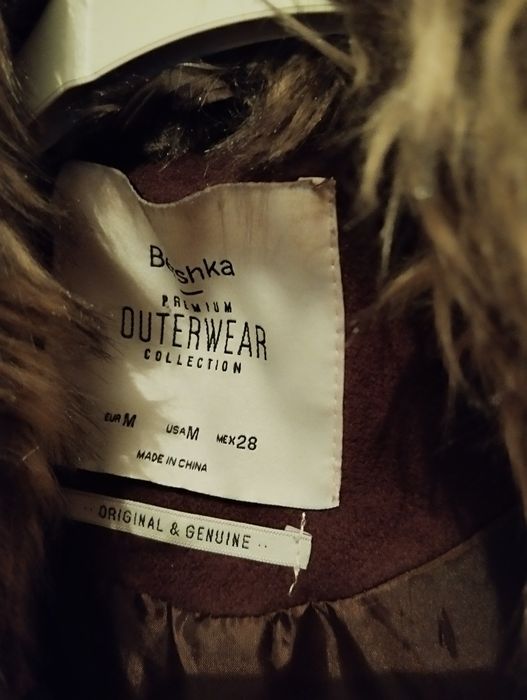 Bershka
PREMIUM
OUTERWEAR
COLLECTION
EUR M USA M MEX 28
MADE IN CHINA
·· ORIGINAL & GENUINE ··